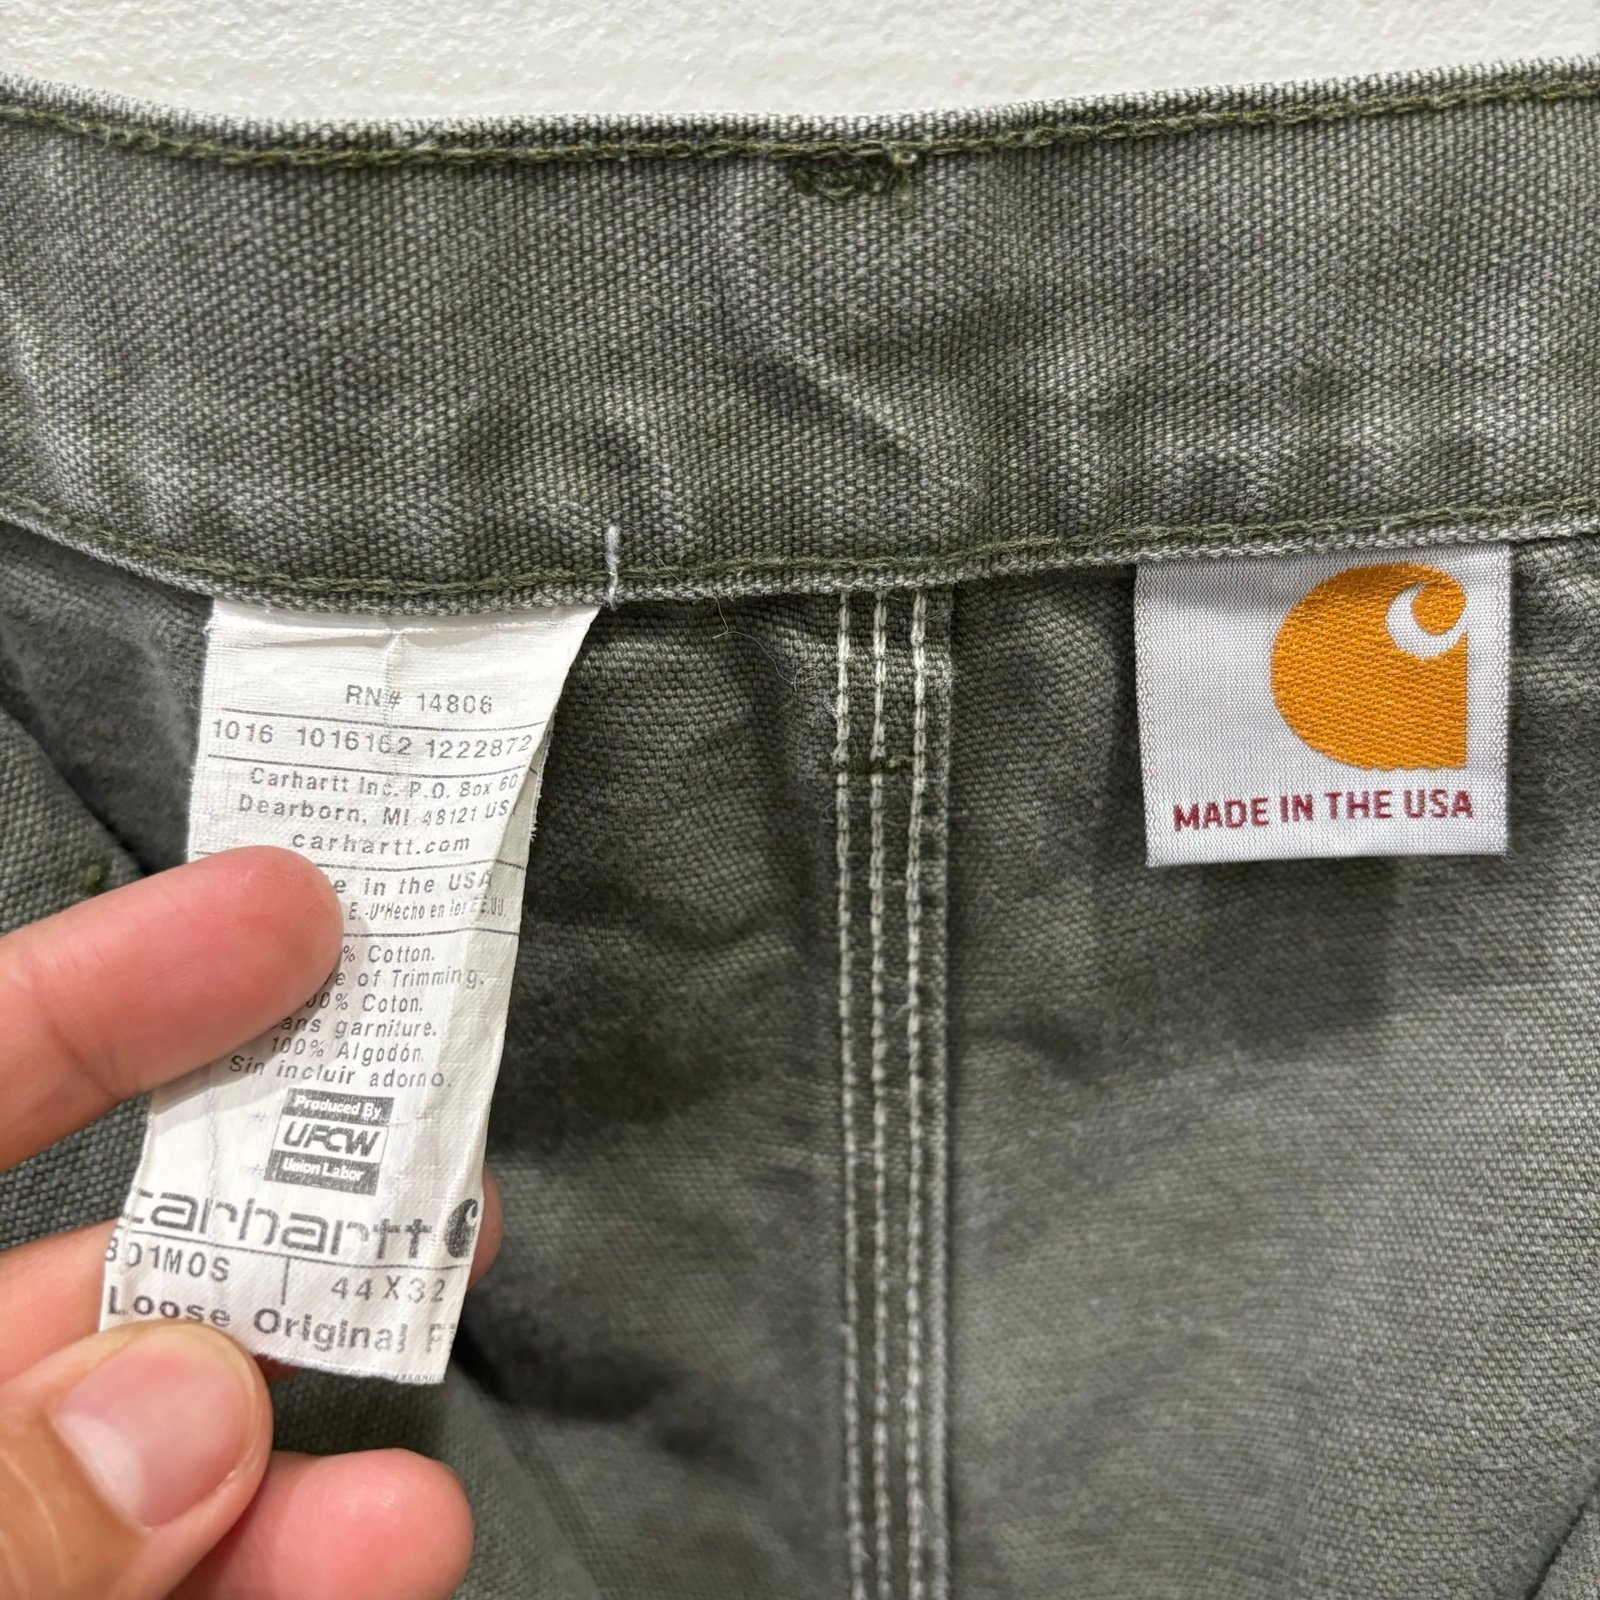 RN# 14806
1016 1016162 1222872
Carhartt Inc. P.O. Box 60
Dearborn, MI 48121 US
carhartt.com
in the USA
E.-U*Hecho en los EE.UU.
% Cotton.
of Trimming.
00% Coton.
ans garniture.
100% Algodón.
Sin incluir adorno.
Produced By
UFCW
Union Labor
carhartt
B01MOS 44X32
Loose Original
MADE IN THE USA